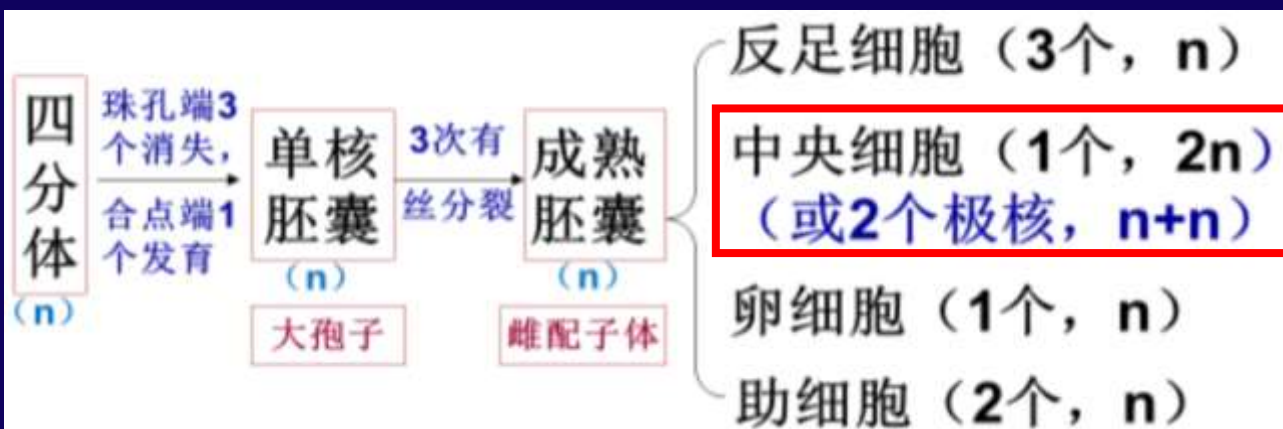 四分体
（n）
珠孔端3
个消失，
合点端1
个发育
单核
胚囊
（n）
大孢子
3次有
丝分裂
成熟
胚囊
（n）
雌配子体
反足细胞（3个，n）
中央细胞（1个，2n）
（或2个极核，n+n）
卵细胞（1个，n）
助细胞（2个，n）